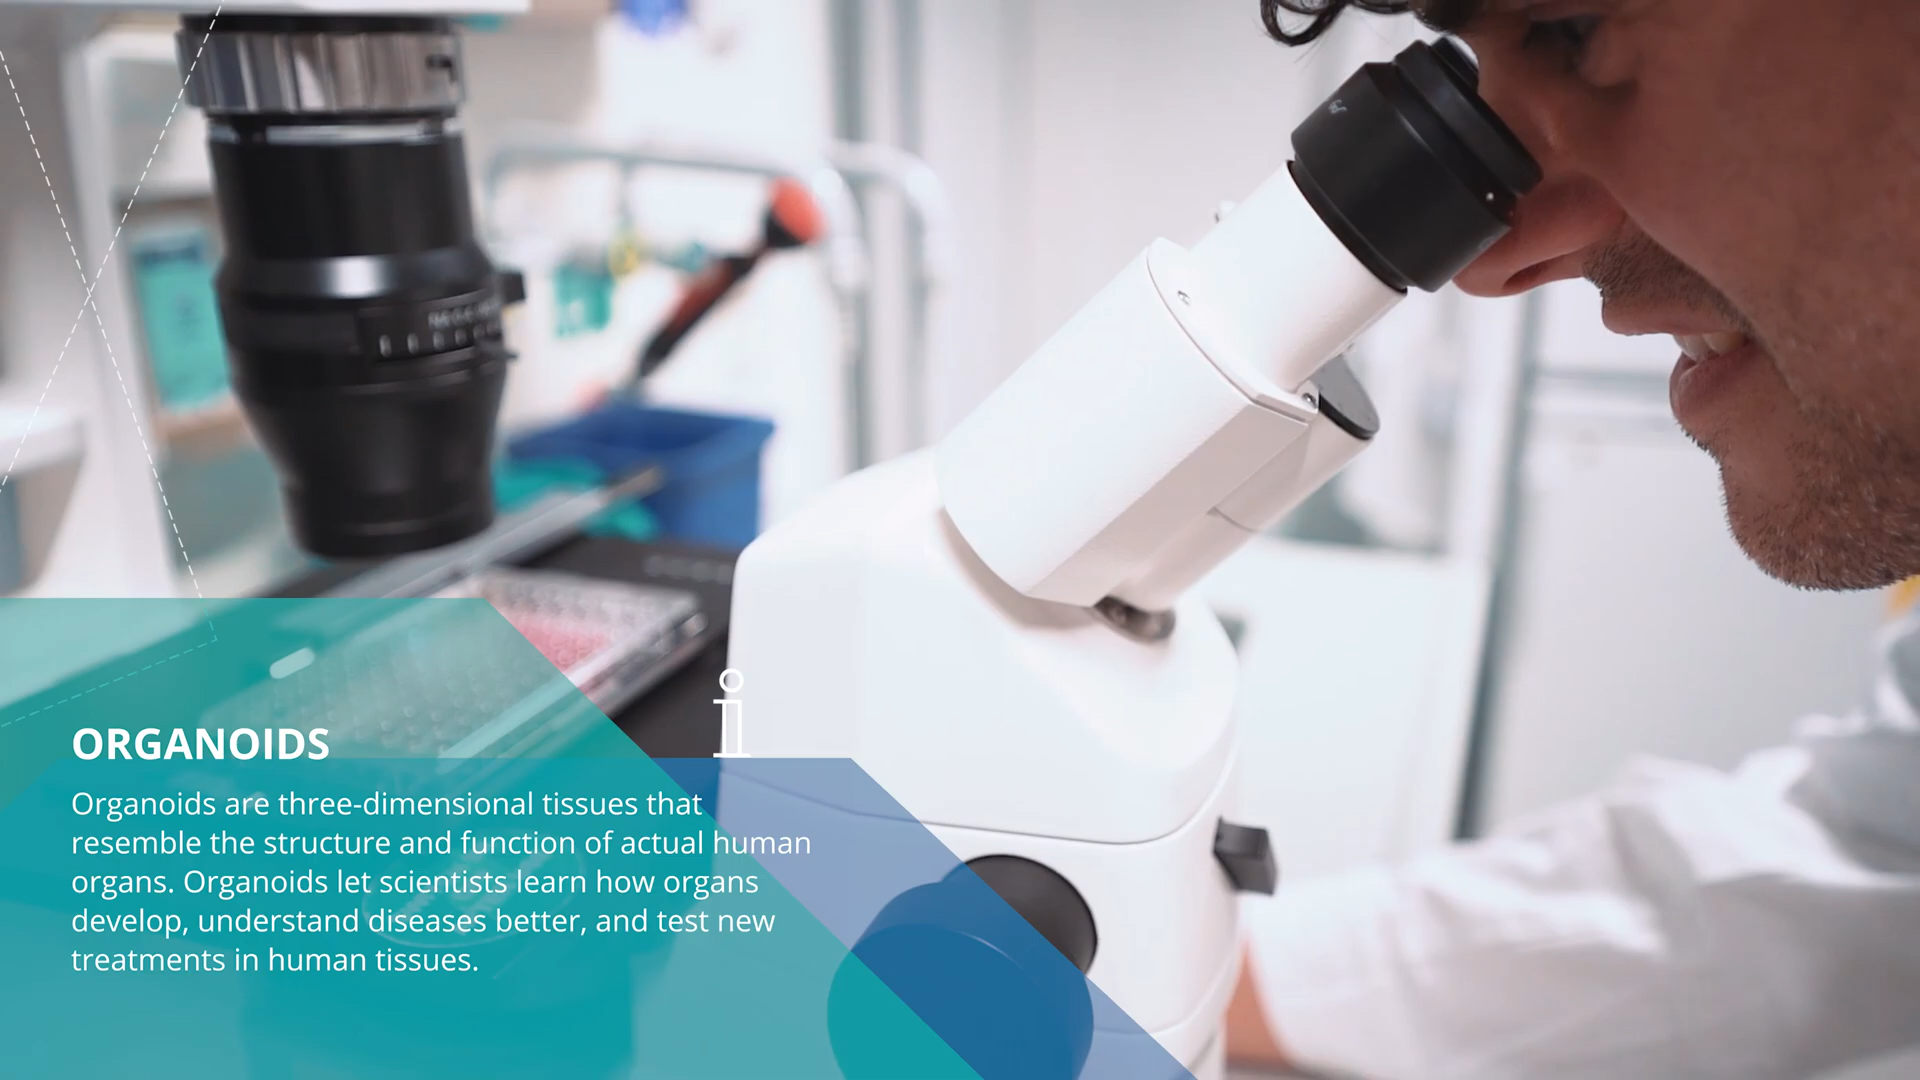 ORGANOIDS
Organoids are three-dimensional tissues that
resemble the structure and function of actual human
organs. Organoids let scientists learn how organs
develop, understand diseases better, and test new
treatments in human tissues.